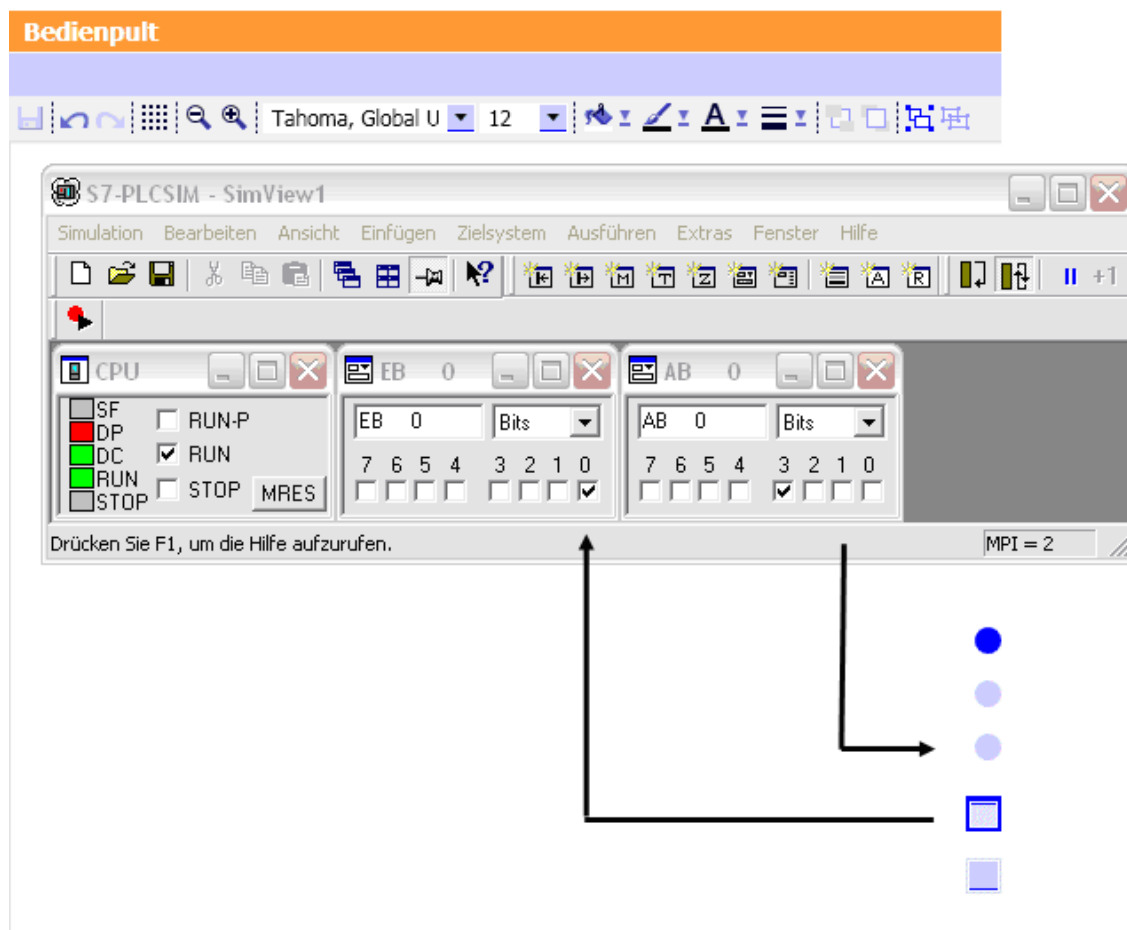 Bedienpult
Tahoma, Global U 12
S7-PLCSIM - SimView1
Simulation Bearbeiten Ansicht Einfügen Zielsystem Ausführen Extras Fenster Hilfe
+1
CPU
SF
DP
DC
RUN
STOP
RUN-P
RUN
STOP
MRES
EB 0
EB 0 Bits
7 6 5 4 3 2 1 0
AB 0
AB 0 Bits
7 6 5 4 3 2 1 0
Drücken Sie F1, um die Hilfe aufzurufen.
MPI = 2